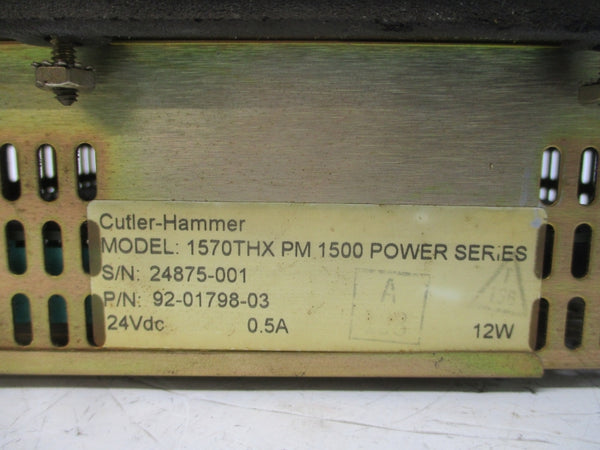 Cutler-Hammer
MODEL: 1570THX PM 1500 POWER SERIES
S/N: 24875-001
P/N: 92-01798-03
24Vdc 0.5A 12W
A